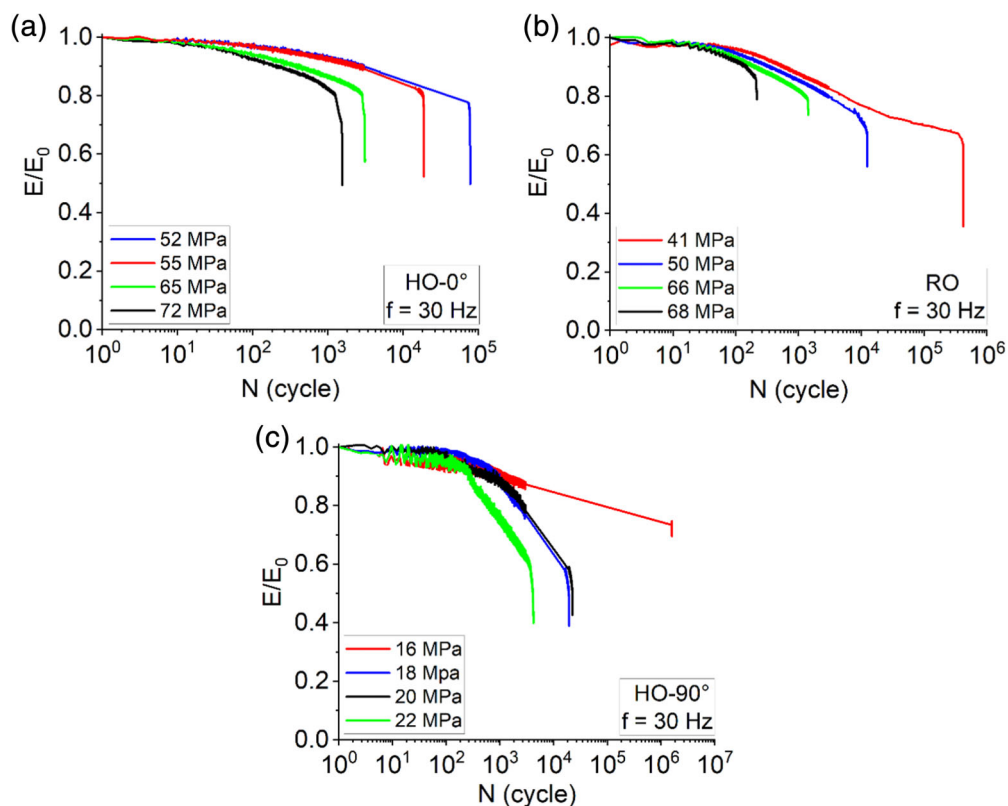 (a)
1.0
0.8
0.6
0.4
0.2
0.0
E/E0
52 MPa
55 MPa
65 MPa
72 MPa
HO-0°
f = 30 Hz
10^0 10^1 10^2 10^3 10^4 10^5
N (cycle)
(b)
1.0
0.8
0.6
0.4
0.2
0.0
E/E0
41 MPa
50 MPa
66 MPa
68 MPa
RO
f = 30 Hz
10^0 10^1 10^2 10^3 10^4 10^5 10^6
N (cycle)
(c)
1.0
0.8
0.6
0.4
0.2
0.0
E/E0
16 MPa
18 Mpa
20 MPa
22 MPa
HO-90°
f = 30 Hz
10^0 10^1 10^2 10^3 10^4 10^5 10^6 10^7
N (cycle)